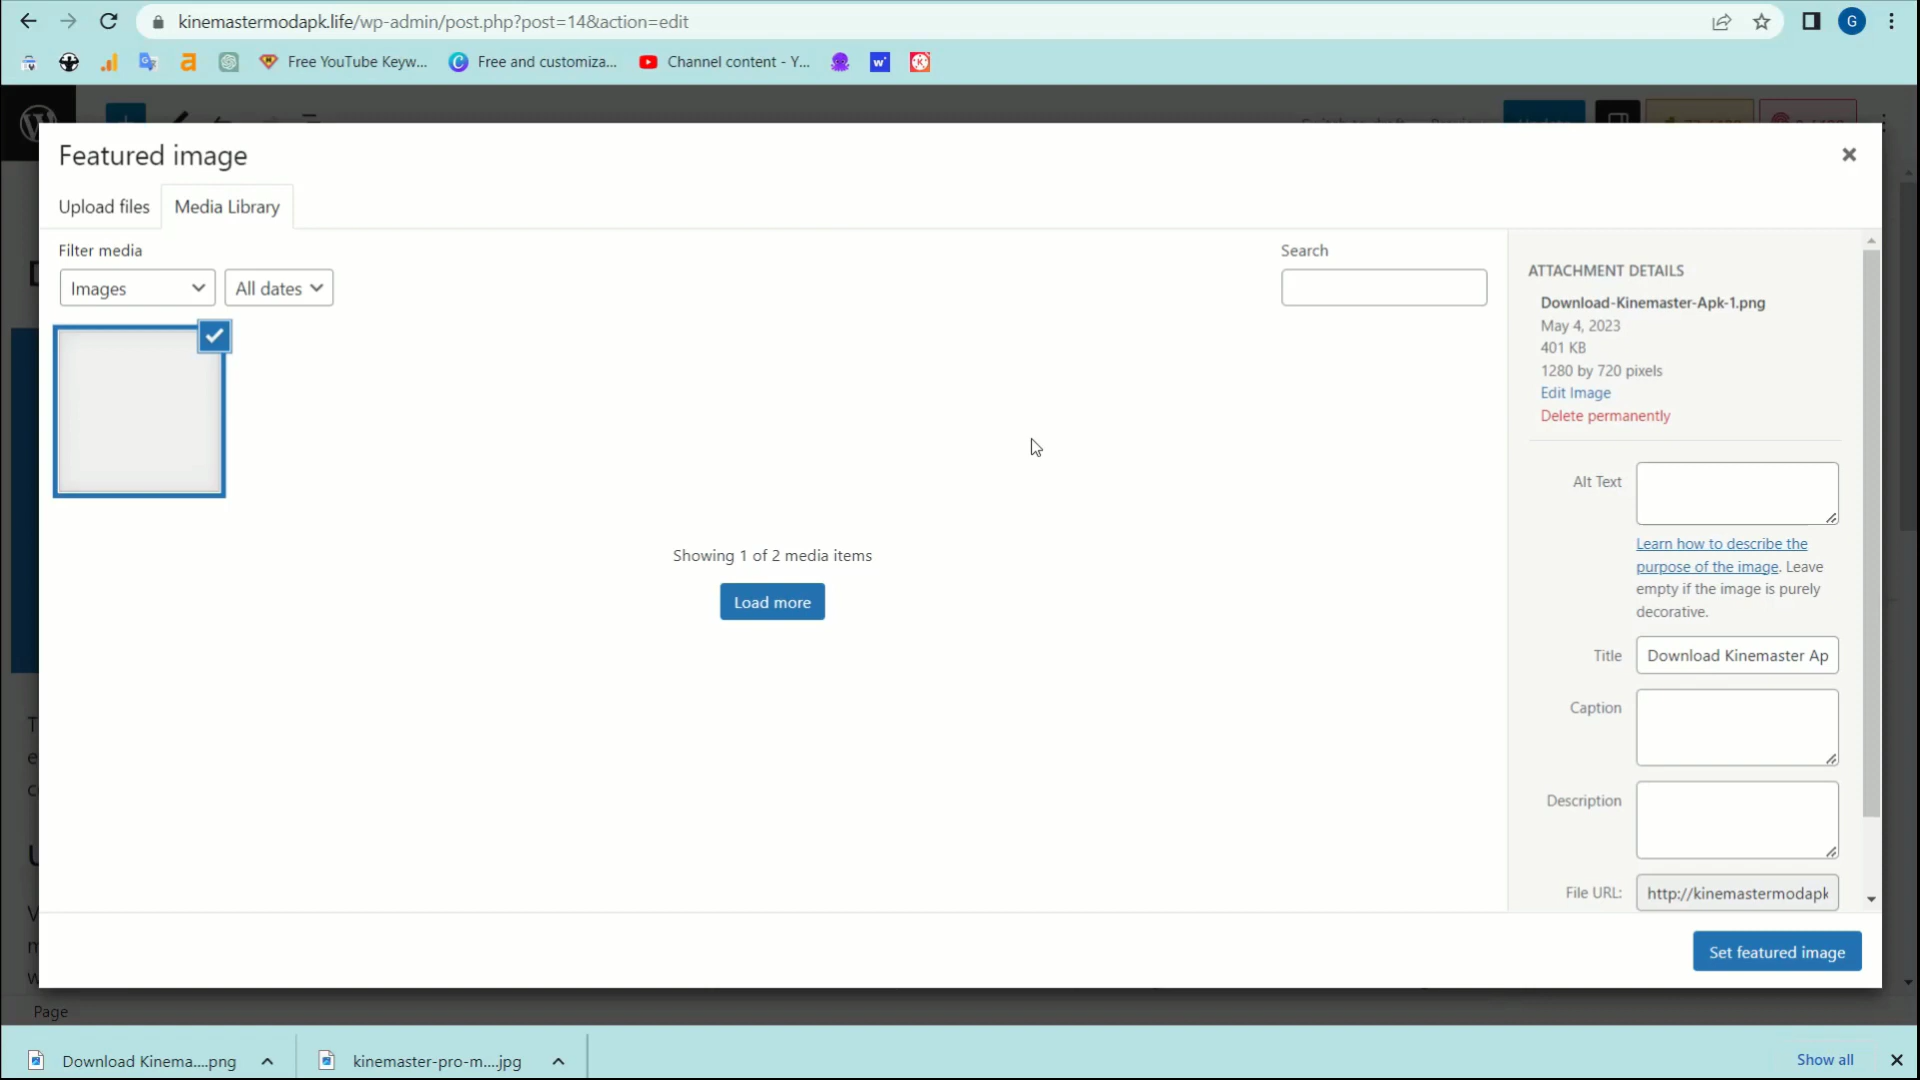 kinemastermodapk.life/wp-admin/post.php?post=14&action=edit
G
Free YouTube Keyw...
Free and customiza...
Channel content - Y...
Featured image
Upload files
Media Library
Filter media
Images
All dates
Search
ATTACHMENT DETAILS
Download-Kinemaster-Apk-1.png
May 4, 2023
401 KB
1280 by 720 pixels
Edit Image
Delete permanently
Alt Text
Learn how to describe the
purpose of the image. Leave
empty if the image is purely
decorative.
Title
Download Kinemaster Ap
Caption
Description
File URL:
http://kinemastermodapk
Showing 1 of 2 media items
Load more
Set featured image
Page
Download Kinema....png
kinemaster-pro-m....jpg
Show all